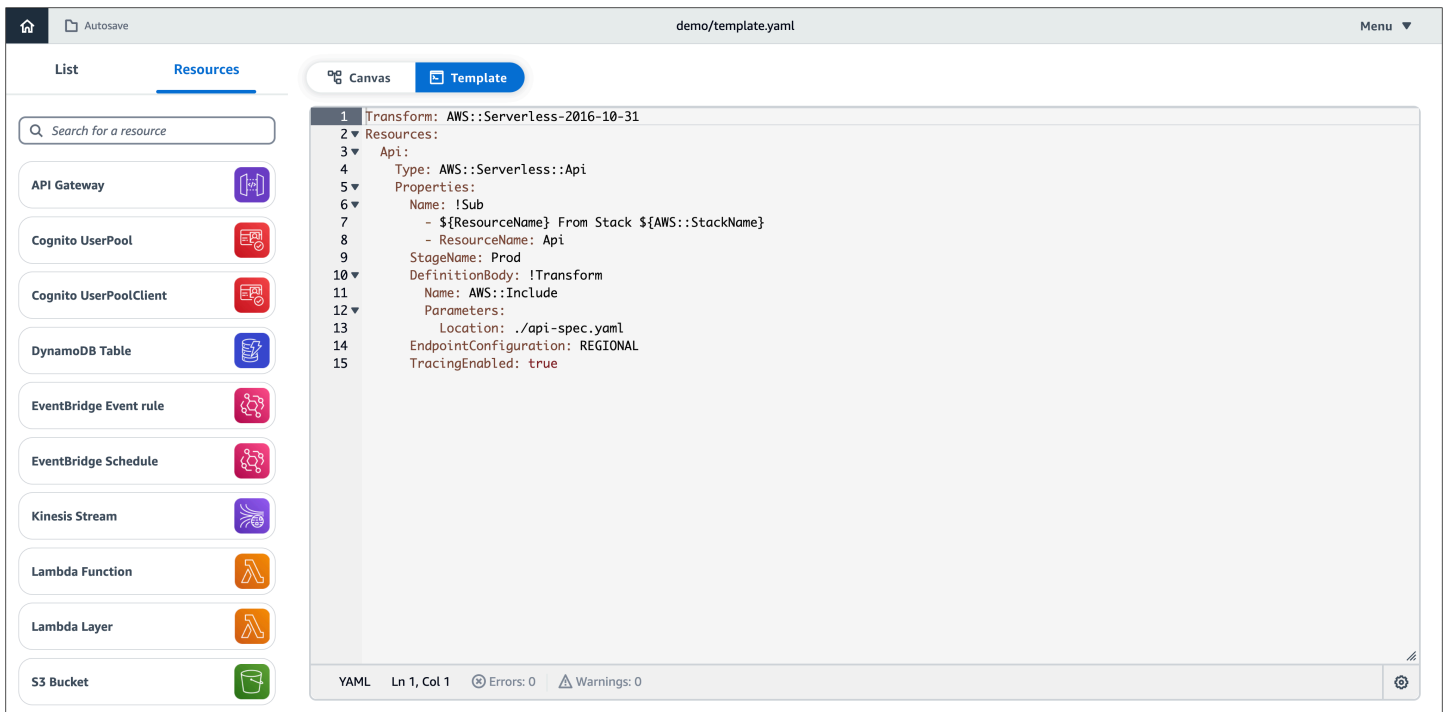 Autosave
demo/template.yaml
Menu
List
Resources
Canvas
Template
Search for a resource
API Gateway
Cognito UserPool
Cognito UserPoolClient
DynamoDB Table
EventBridge Event rule
EventBridge Schedule
Kinesis Stream
Lambda Function
Lambda Layer
S3 Bucket
1 Transform: AWS::Serverless-2016-10-31
2 Resources:
3   Api:
4     Type: AWS::Serverless::Api
5     Properties:
6       Name: !Sub
7         - ${ResourceName} From Stack ${AWS::StackName}
8         - ResourceName: Api
9       StageName: Prod
10       DefinitionBody: !Transform
11         Name: AWS::Include
12         Parameters:
13           Location: ./api-spec.yaml
14       EndpointConfiguration: REGIONAL
15       TracingEnabled: true
YAML Ln 1, Col 1 Errors: 0 Warnings: 0